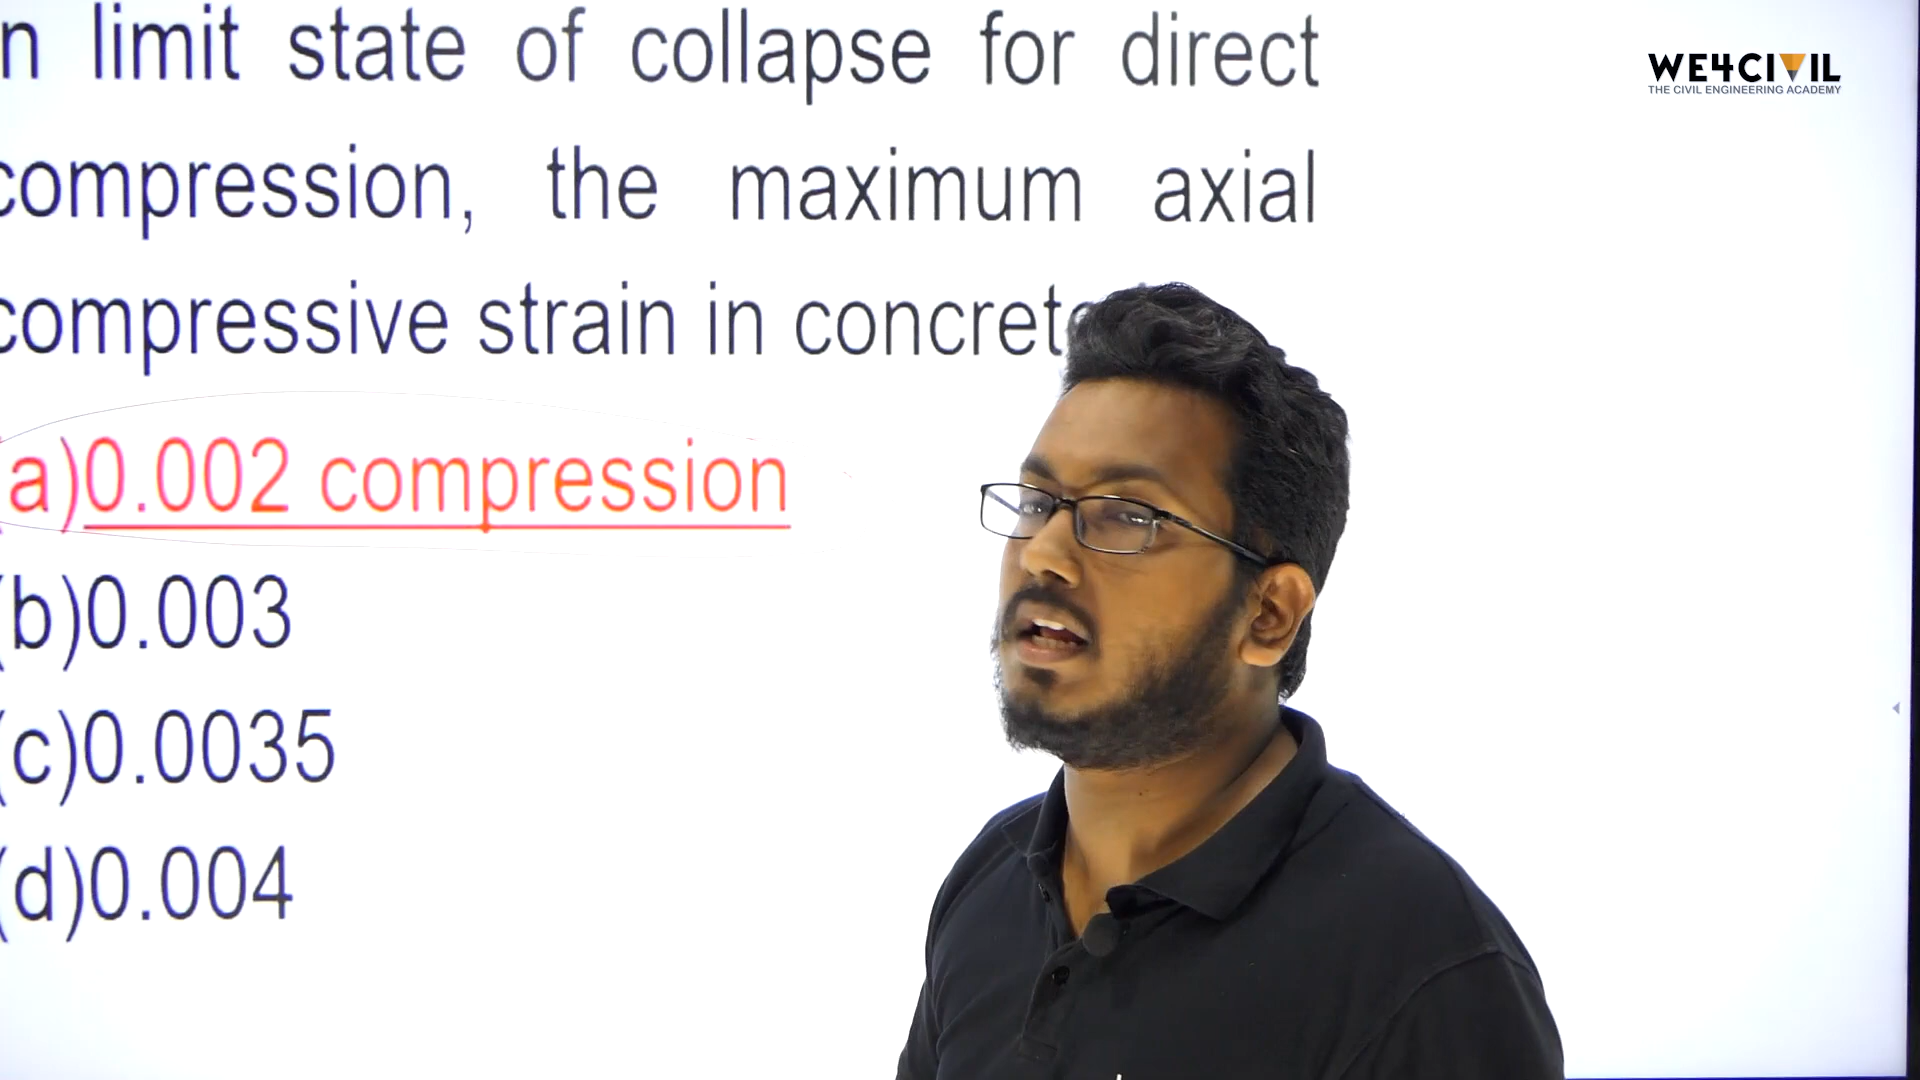 n limit state of collapse for direct
compression, the maximum axial
compressive strain in concrete
(a)0.002 compression
(b)0.003
(c)0.0035
(d)0.004
WE4CIVIL
THE CIVIL ENGINEERING ACADEMY